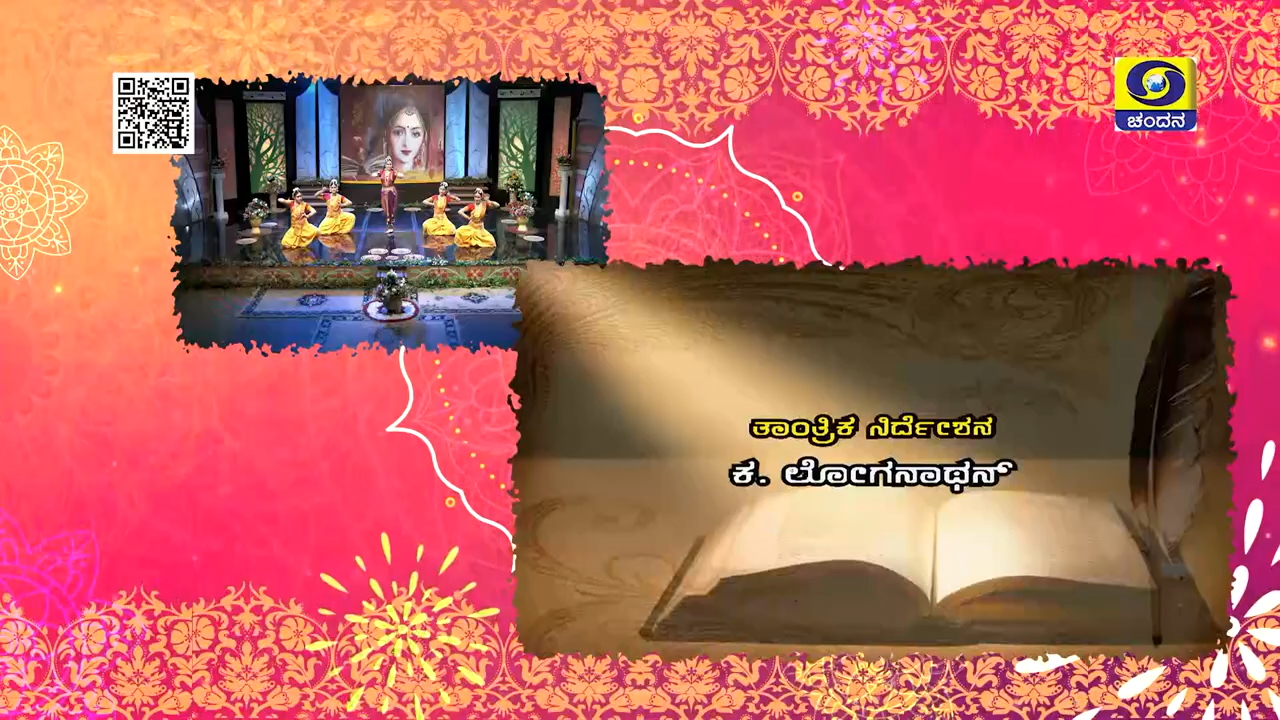 ಚಂದನ
ತಾಂತ್ರಿಕ ನಿರ್ದೇಶನ
ಕ. ಲೋಗನಾಥನ್